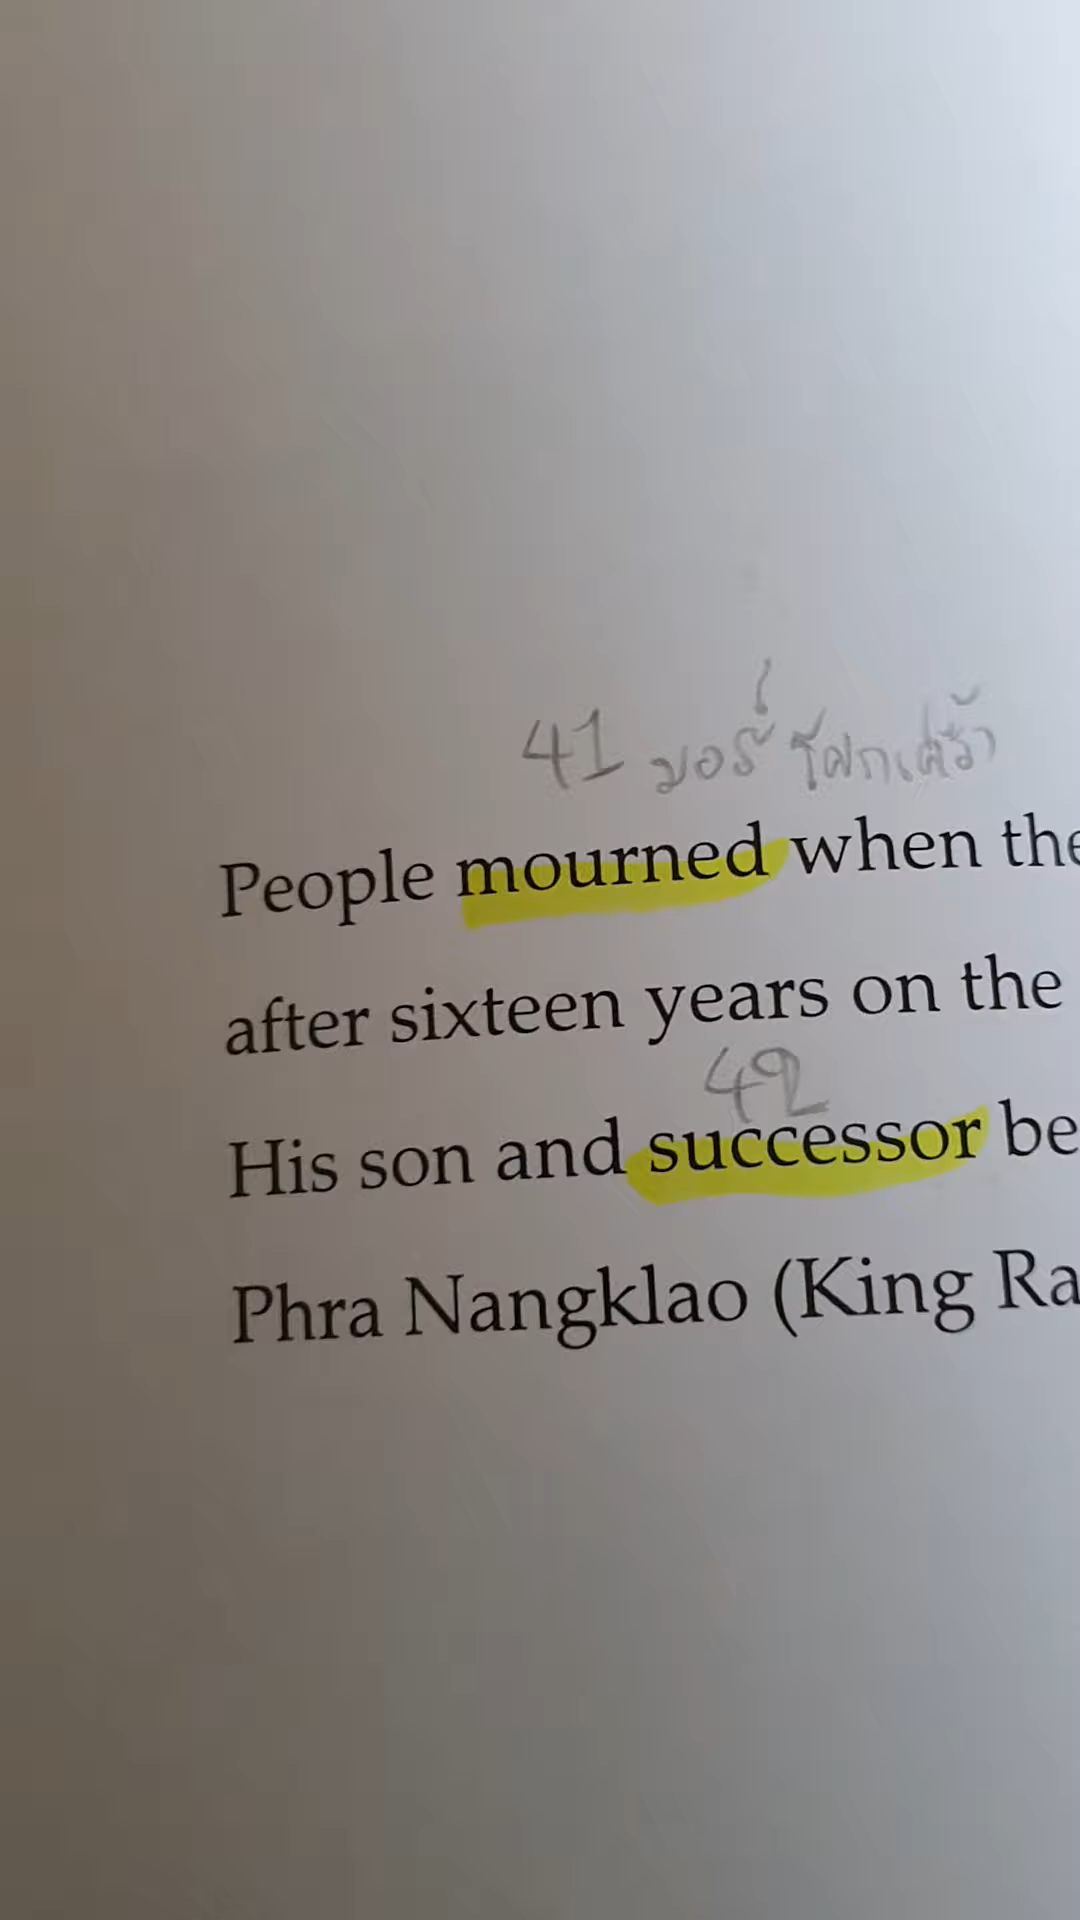 41 มอร์ โศกเศร้า
People mourned when the
after sixteen years on the
42
His son and successor be
Phra Nangklao (King Ra